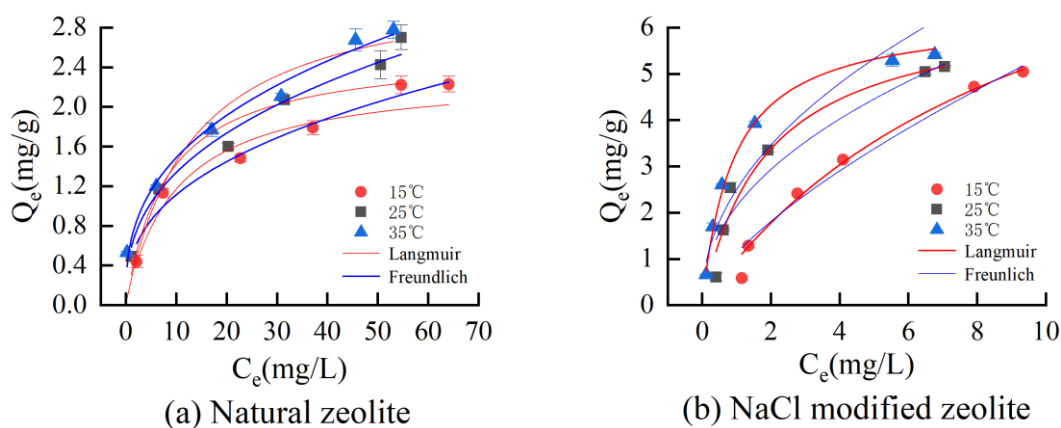 2.8
2.4
2.0
1.6
1.2
0.8
0.4
0.0
Qe(mg/g)
15℃
25℃
35℃
Langmuir
Freundlich
0 10 20 30 40 50 60 70
Ce(mg/L)
(a) Natural zeolite
6
5
4
3
2
1
0
Qe(mg/g)
15℃
25℃
35℃
Langmuir
Freunlich
0 2 4 6 8 10
Ce(mg/L)
(b) NaCl modified zeolite